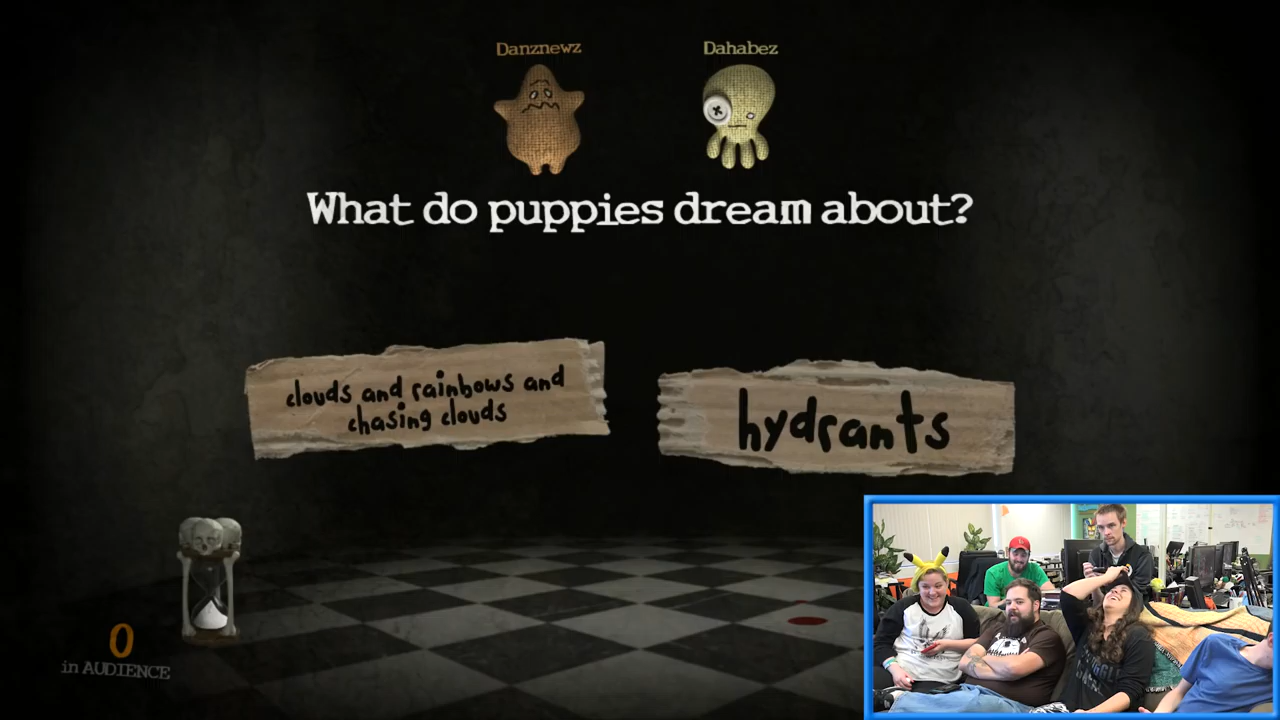 Danznewz
Dahabez
What do puppies dream about?
clouds and rainbows and
chasing clouds
hydrants
0
in AUDIENCE